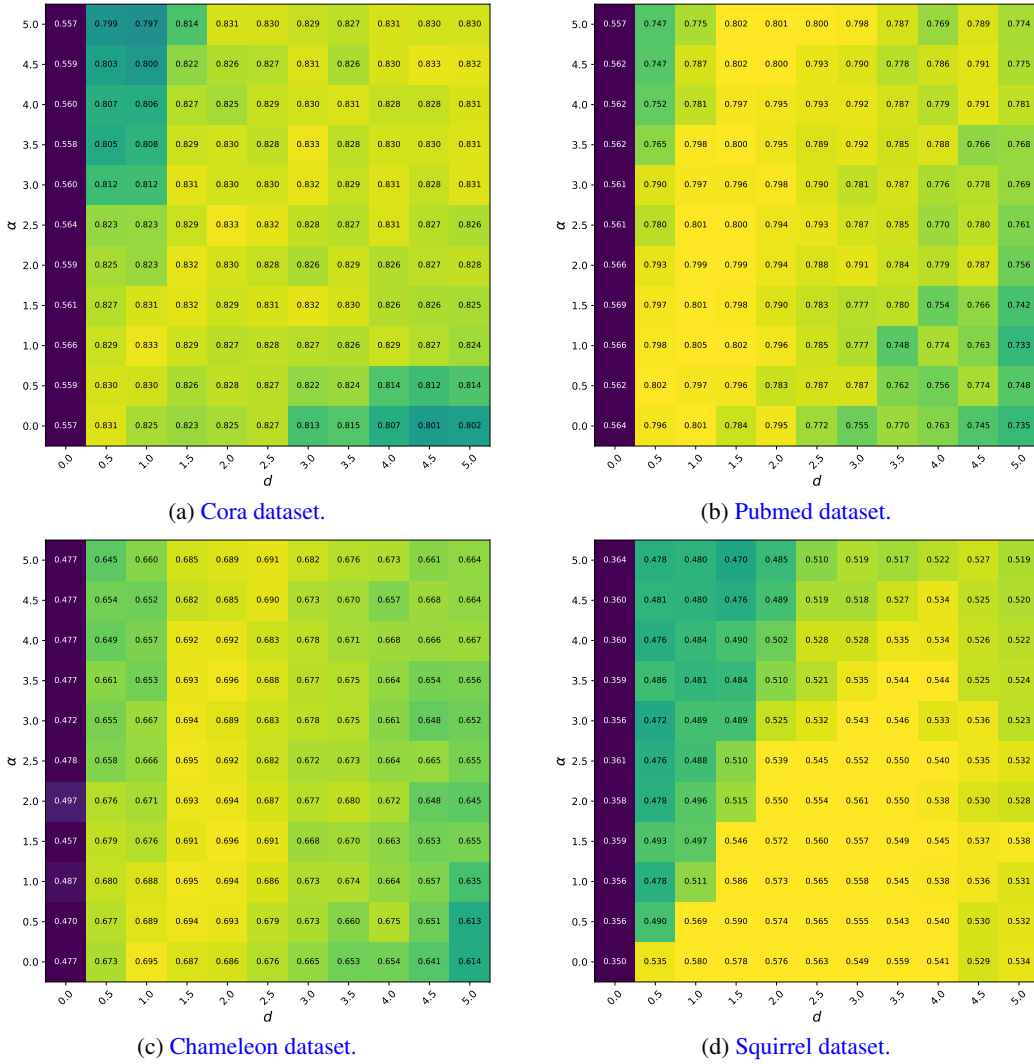 5.0 0.557 0.799 0.797 0.814 0.831 0.830 0.829 0.827 0.831 0.830 0.830
4.5 0.559 0.803 0.800 0.822 0.826 0.827 0.831 0.826 0.830 0.833 0.832
4.0 0.560 0.807 0.806 0.827 0.825 0.829 0.830 0.831 0.828 0.828 0.831
3.5 0.558 0.805 0.808 0.829 0.830 0.828 0.833 0.828 0.830 0.830 0.831
3.0 0.560 0.812 0.812 0.831 0.830 0.830 0.832 0.829 0.831 0.828 0.831
α 2.5 0.564 0.823 0.823 0.829 0.833 0.832 0.828 0.827 0.831 0.827 0.826
2.0 0.559 0.825 0.823 0.832 0.830 0.828 0.826 0.829 0.826 0.827 0.828
1.5 0.561 0.827 0.831 0.832 0.829 0.831 0.832 0.830 0.826 0.826 0.825
1.0 0.566 0.829 0.833 0.829 0.827 0.828 0.827 0.826 0.829 0.827 0.824
0.5 0.559 0.830 0.830 0.826 0.828 0.827 0.822 0.824 0.814 0.812 0.814
0.0 0.557 0.831 0.825 0.823 0.825 0.827 0.813 0.815 0.807 0.801 0.802
0.0 0.5 1.0 1.5 2.0 2.5 3.0 3.5 4.0 4.5 5.0
d
(a) Cora dataset.
5.0 0.557 0.747 0.775 0.802 0.801 0.800 0.798 0.787 0.769 0.789 0.774
4.5 0.562 0.747 0.787 0.802 0.800 0.793 0.790 0.778 0.786 0.791 0.775
4.0 0.562 0.752 0.781 0.797 0.795 0.793 0.792 0.787 0.779 0.791 0.781
3.5 0.562 0.765 0.798 0.800 0.795 0.789 0.792 0.785 0.788 0.766 0.768
3.0 0.561 0.790 0.797 0.796 0.798 0.790 0.781 0.787 0.776 0.778 0.769
α 2.5 0.561 0.780 0.801 0.800 0.794 0.793 0.787 0.785 0.770 0.780 0.761
2.0 0.566 0.793 0.799 0.799 0.794 0.788 0.791 0.784 0.779 0.787 0.756
1.5 0.569 0.797 0.801 0.798 0.790 0.783 0.777 0.780 0.754 0.766 0.742
1.0 0.566 0.798 0.805 0.802 0.796 0.785 0.777 0.748 0.774 0.763 0.733
0.5 0.562 0.802 0.797 0.796 0.783 0.787 0.787 0.762 0.756 0.774 0.748
0.0 0.564 0.796 0.801 0.784 0.795 0.772 0.755 0.770 0.763 0.745 0.735
0.0 0.5 1.0 1.5 2.0 2.5 3.0 3.5 4.0 4.5 5.0
d
(b) Pubmed dataset.
5.0 0.477 0.645 0.660 0.685 0.689 0.691 0.682 0.676 0.673 0.661 0.664
4.5 0.477 0.654 0.652 0.682 0.685 0.690 0.673 0.670 0.657 0.668 0.664
4.0 0.477 0.649 0.657 0.692 0.692 0.683 0.678 0.671 0.668 0.666 0.667
3.5 0.477 0.661 0.653 0.693 0.696 0.688 0.677 0.675 0.664 0.654 0.656
3.0 0.472 0.655 0.667 0.694 0.689 0.683 0.678 0.675 0.661 0.648 0.652
α 2.5 0.478 0.658 0.666 0.695 0.692 0.682 0.672 0.673 0.664 0.665 0.655
2.0 0.497 0.676 0.671 0.693 0.694 0.687 0.677 0.680 0.672 0.648 0.645
1.5 0.457 0.679 0.676 0.691 0.696 0.691 0.668 0.670 0.663 0.653 0.655
1.0 0.487 0.680 0.688 0.695 0.694 0.686 0.673 0.674 0.664 0.657 0.635
0.5 0.470 0.677 0.689 0.694 0.693 0.679 0.673 0.660 0.675 0.651 0.613
0.0 0.477 0.673 0.695 0.687 0.686 0.676 0.665 0.653 0.654 0.641 0.614
0.0 0.5 1.0 1.5 2.0 2.5 3.0 3.5 4.0 4.5 5.0
d
(c) Chameleon dataset.
5.0 0.364 0.478 0.480 0.470 0.485 0.510 0.519 0.517 0.522 0.527 0.519
4.5 0.360 0.481 0.480 0.476 0.489 0.519 0.518 0.527 0.534 0.525 0.520
4.0 0.360 0.476 0.484 0.490 0.502 0.528 0.528 0.535 0.534 0.526 0.522
3.5 0.359 0.486 0.481 0.484 0.510 0.521 0.535 0.544 0.544 0.525 0.524
3.0 0.356 0.472 0.489 0.489 0.525 0.532 0.543 0.546 0.533 0.536 0.523
α 2.5 0.361 0.476 0.488 0.510 0.539 0.545 0.552 0.550 0.540 0.535 0.532
2.0 0.358 0.478 0.496 0.515 0.550 0.554 0.561 0.550 0.538 0.530 0.528
1.5 0.359 0.493 0.497 0.546 0.572 0.560 0.557 0.549 0.545 0.537 0.538
1.0 0.356 0.478 0.511 0.586 0.573 0.565 0.558 0.545 0.538 0.536 0.531
0.5 0.356 0.490 0.569 0.590 0.574 0.565 0.555 0.543 0.540 0.530 0.532
0.0 0.350 0.535 0.580 0.578 0.576 0.563 0.549 0.559 0.541 0.529 0.534
0.0 0.5 1.0 1.5 2.0 2.5 3.0 3.5 4.0 4.5 5.0
d
(d) Squirrel dataset.